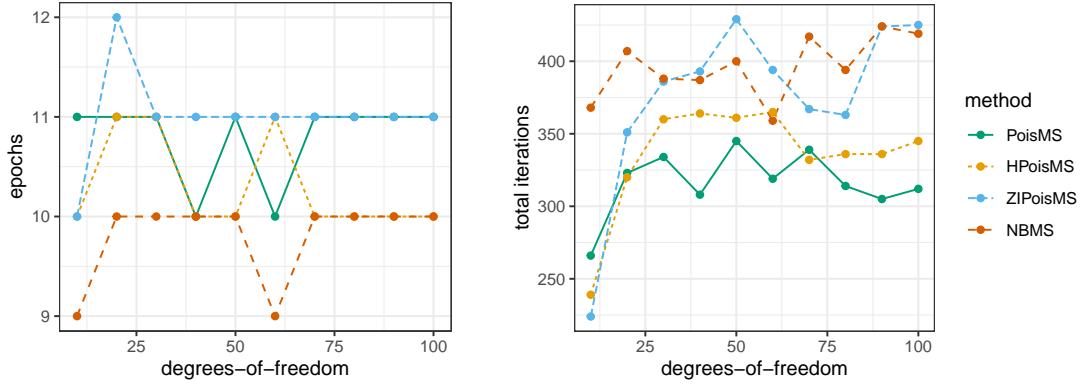 12
11
10
9
epochs
25
50
75
100
degrees−of−freedom
400
350
300
250
total iterations
25
50
75
100
degrees−of−freedom
method
PoisMS
HPoisMS
ZIPoisMS
NBMS